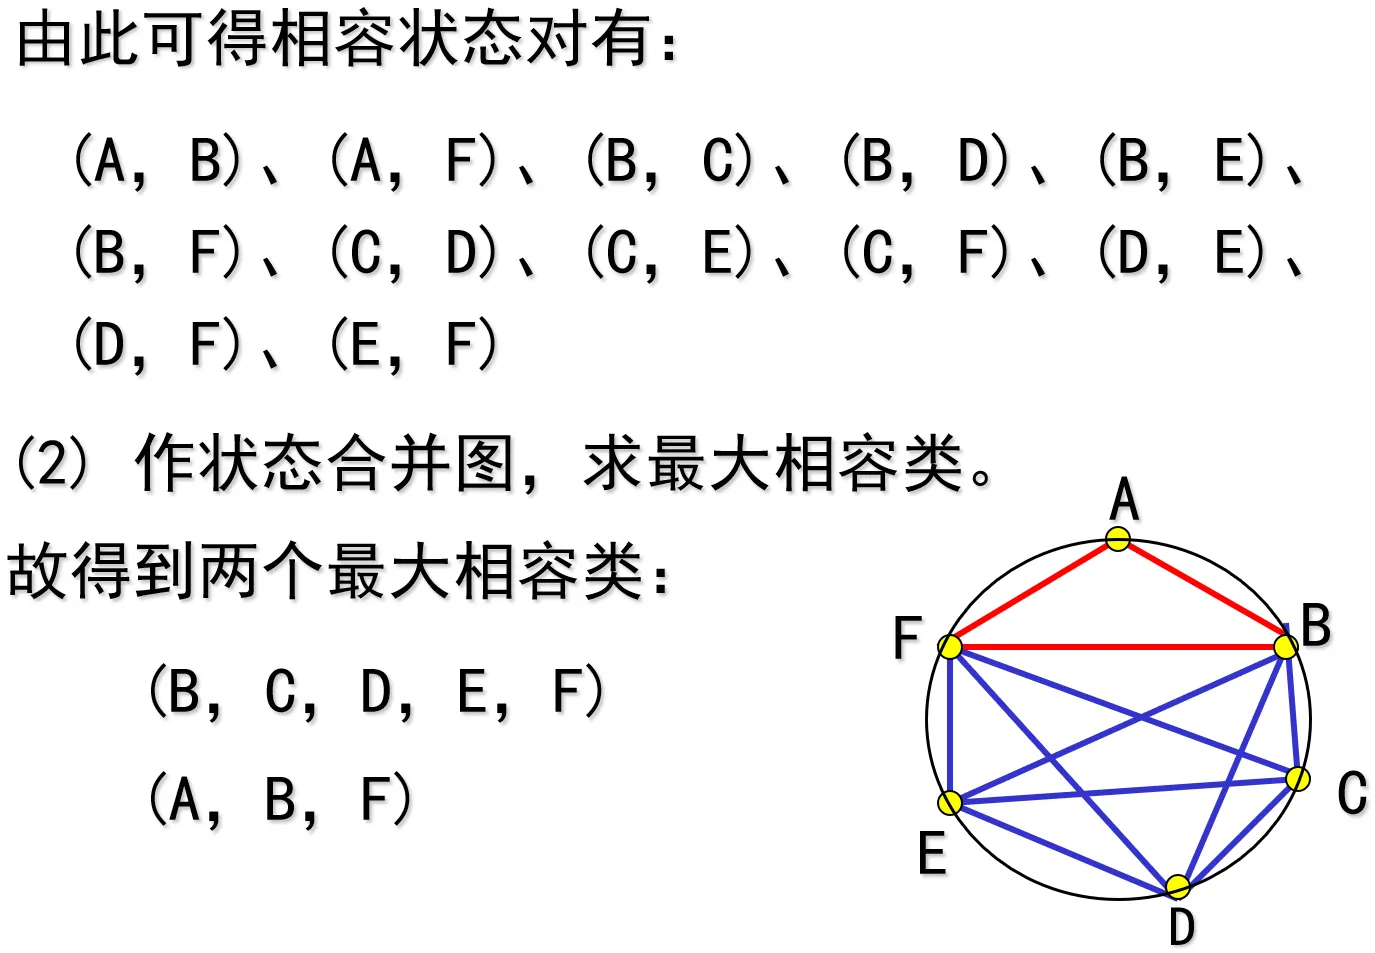 由此可得相容状态对有：
(A，B)、(A，F)、(B，C)、(B，D)、(B，E)、
(B，F)、(C，D)、(C，E)、(C，F)、(D，E)、
(D，F)、(E，F)
(2) 作状态合并图，求最大相容类。
故得到两个最大相容类：
(B，C，D，E，F)
(A，B，F)
A
B
F
C
E
D